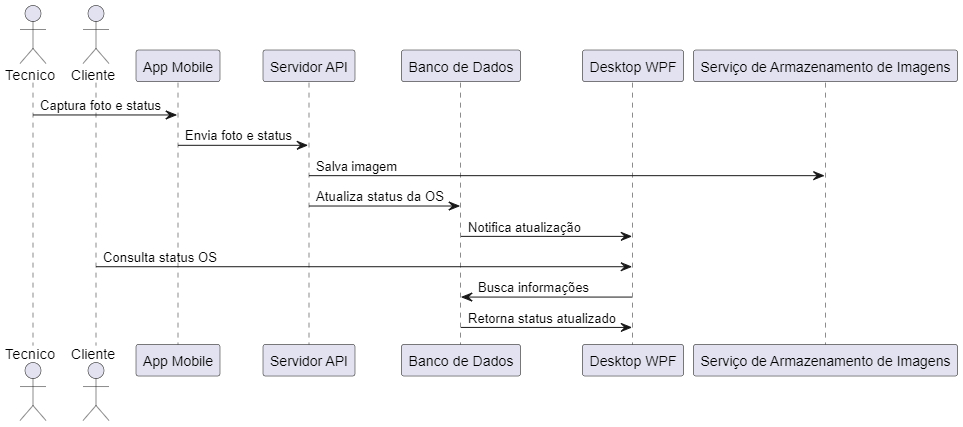 Tecnico
Cliente
App Mobile
Servidor API
Banco de Dados
Desktop WPF
Serviço de Armazenamento de Imagens
Captura foto e status
Envia foto e status
Salva imagem
Atualiza status da OS
Notifica atualização
Consulta status OS
Busca informações
Retorna status atualizado
Tecnico
Cliente
App Mobile
Servidor API
Banco de Dados
Desktop WPF
Serviço de Armazenamento de Imagens